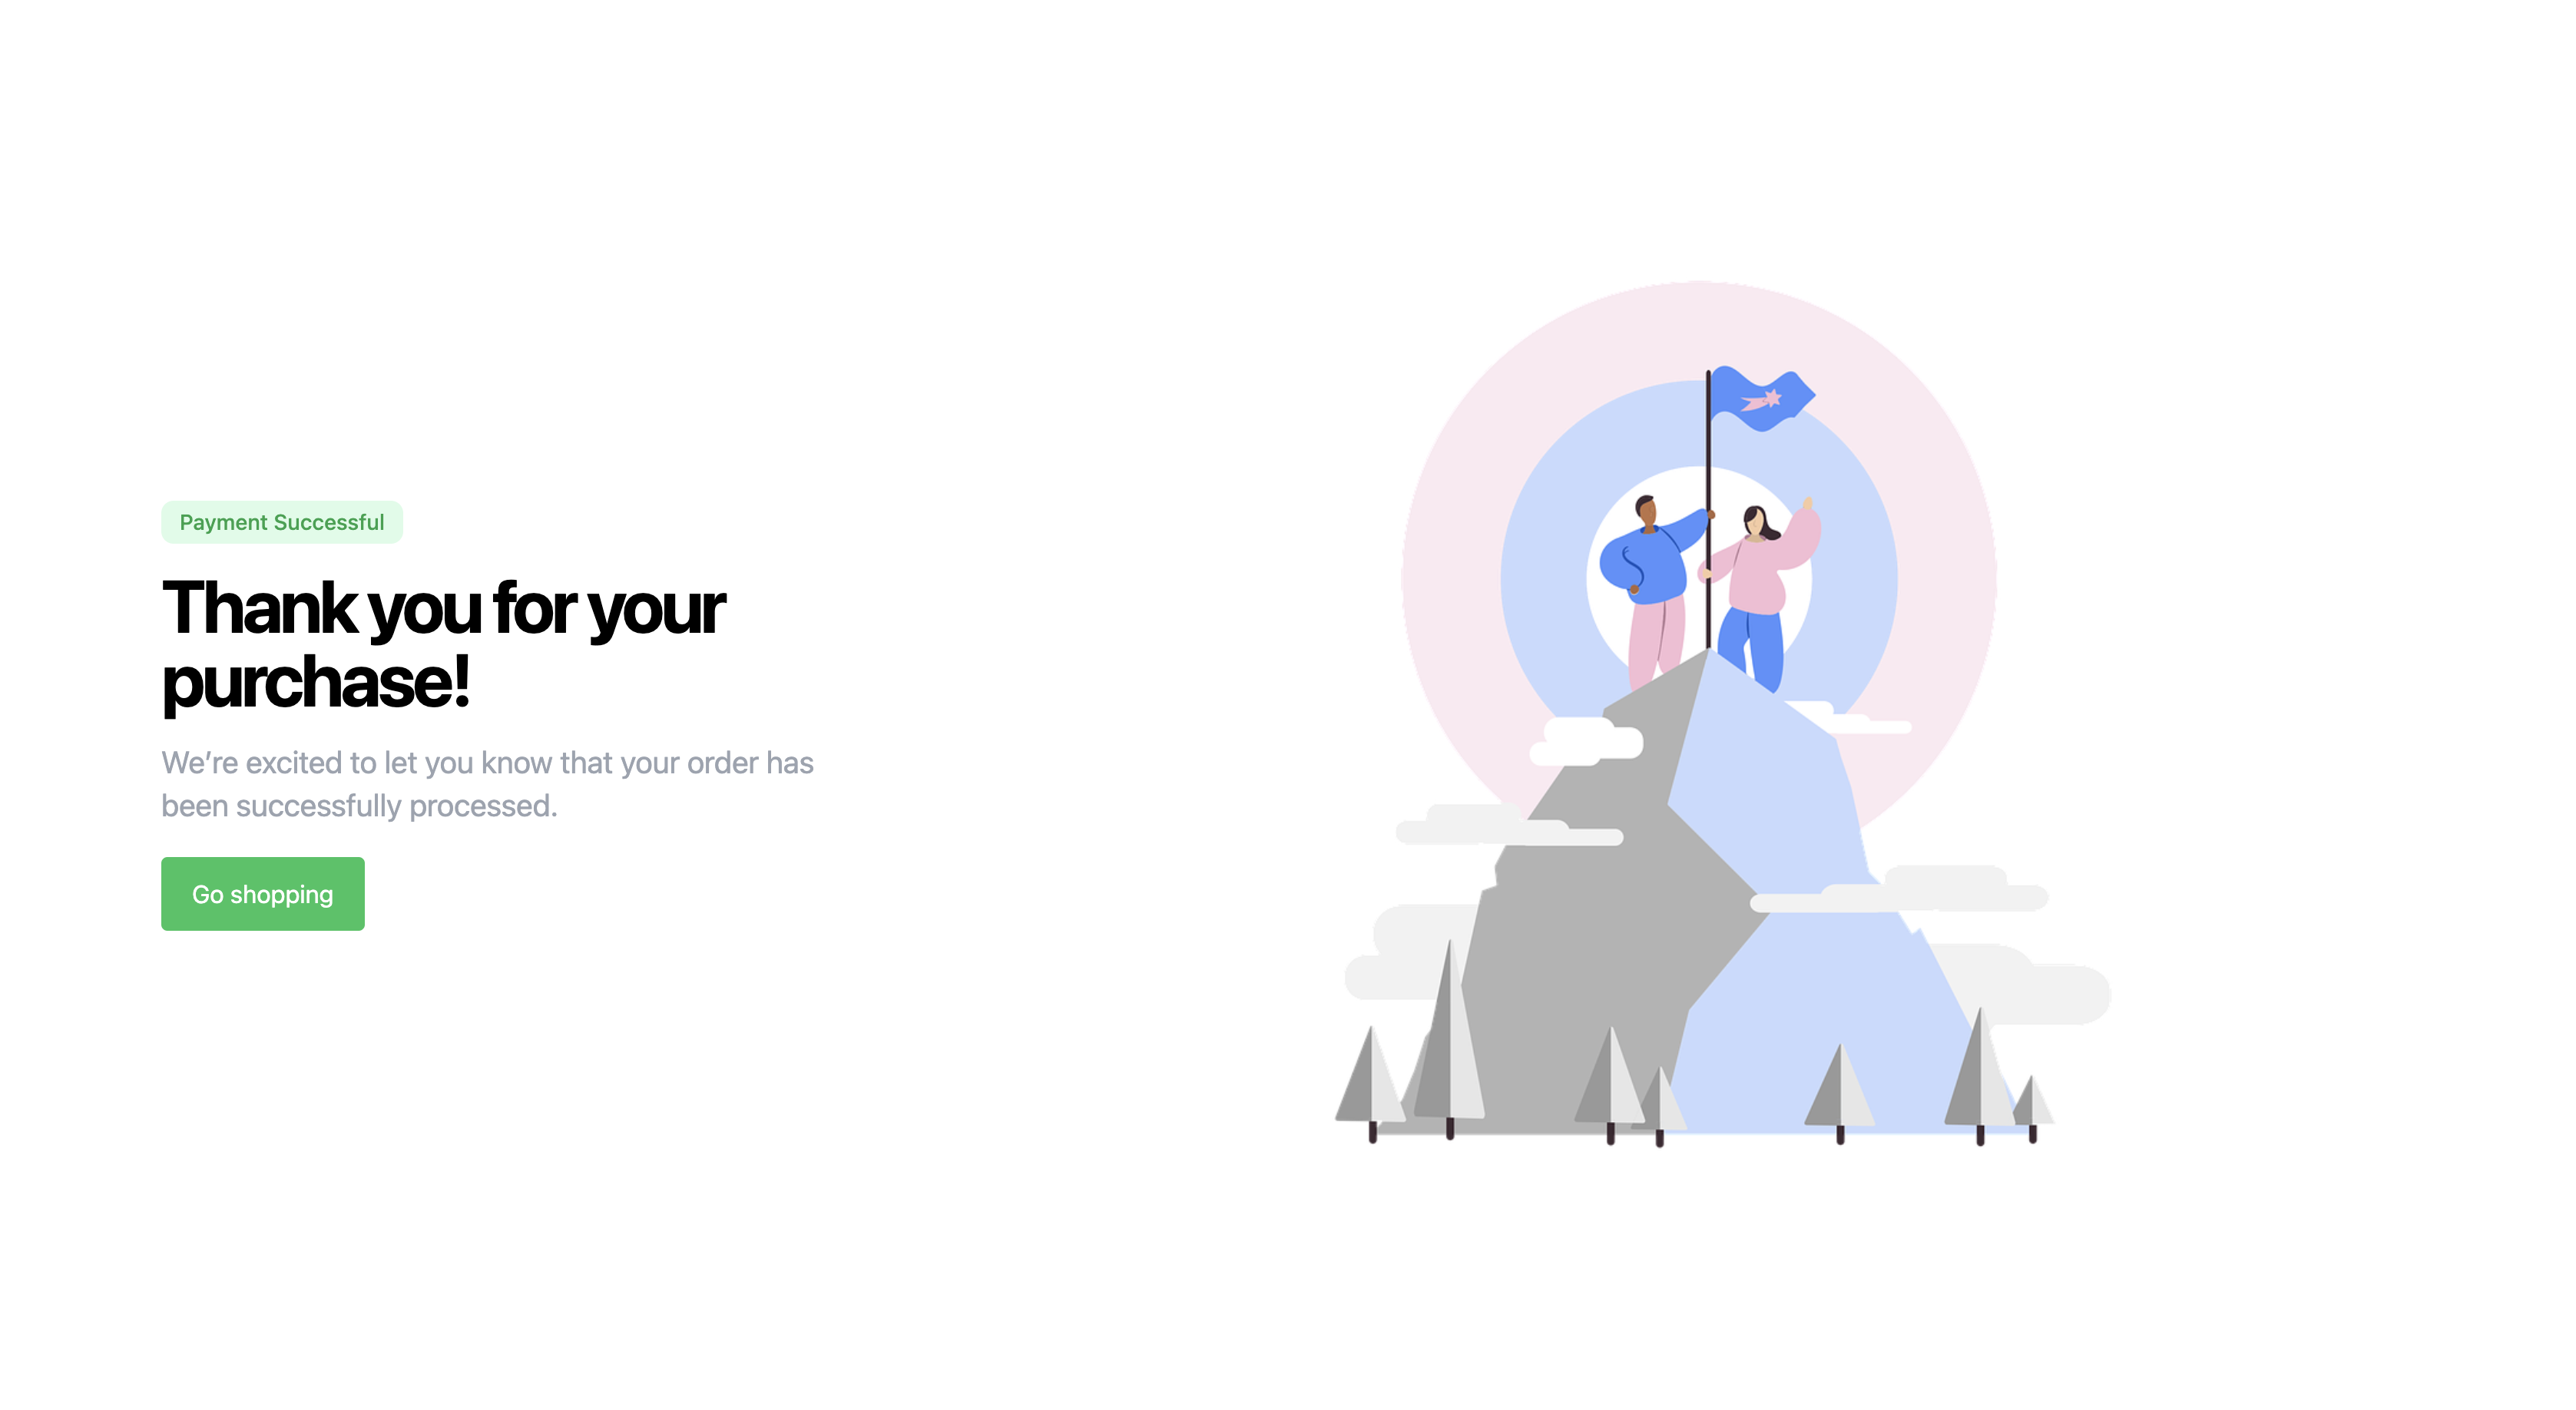 Payment Successful
Thank you for your
purchase!
We’re excited to let you know that your order has
been successfully processed.
Go shopping